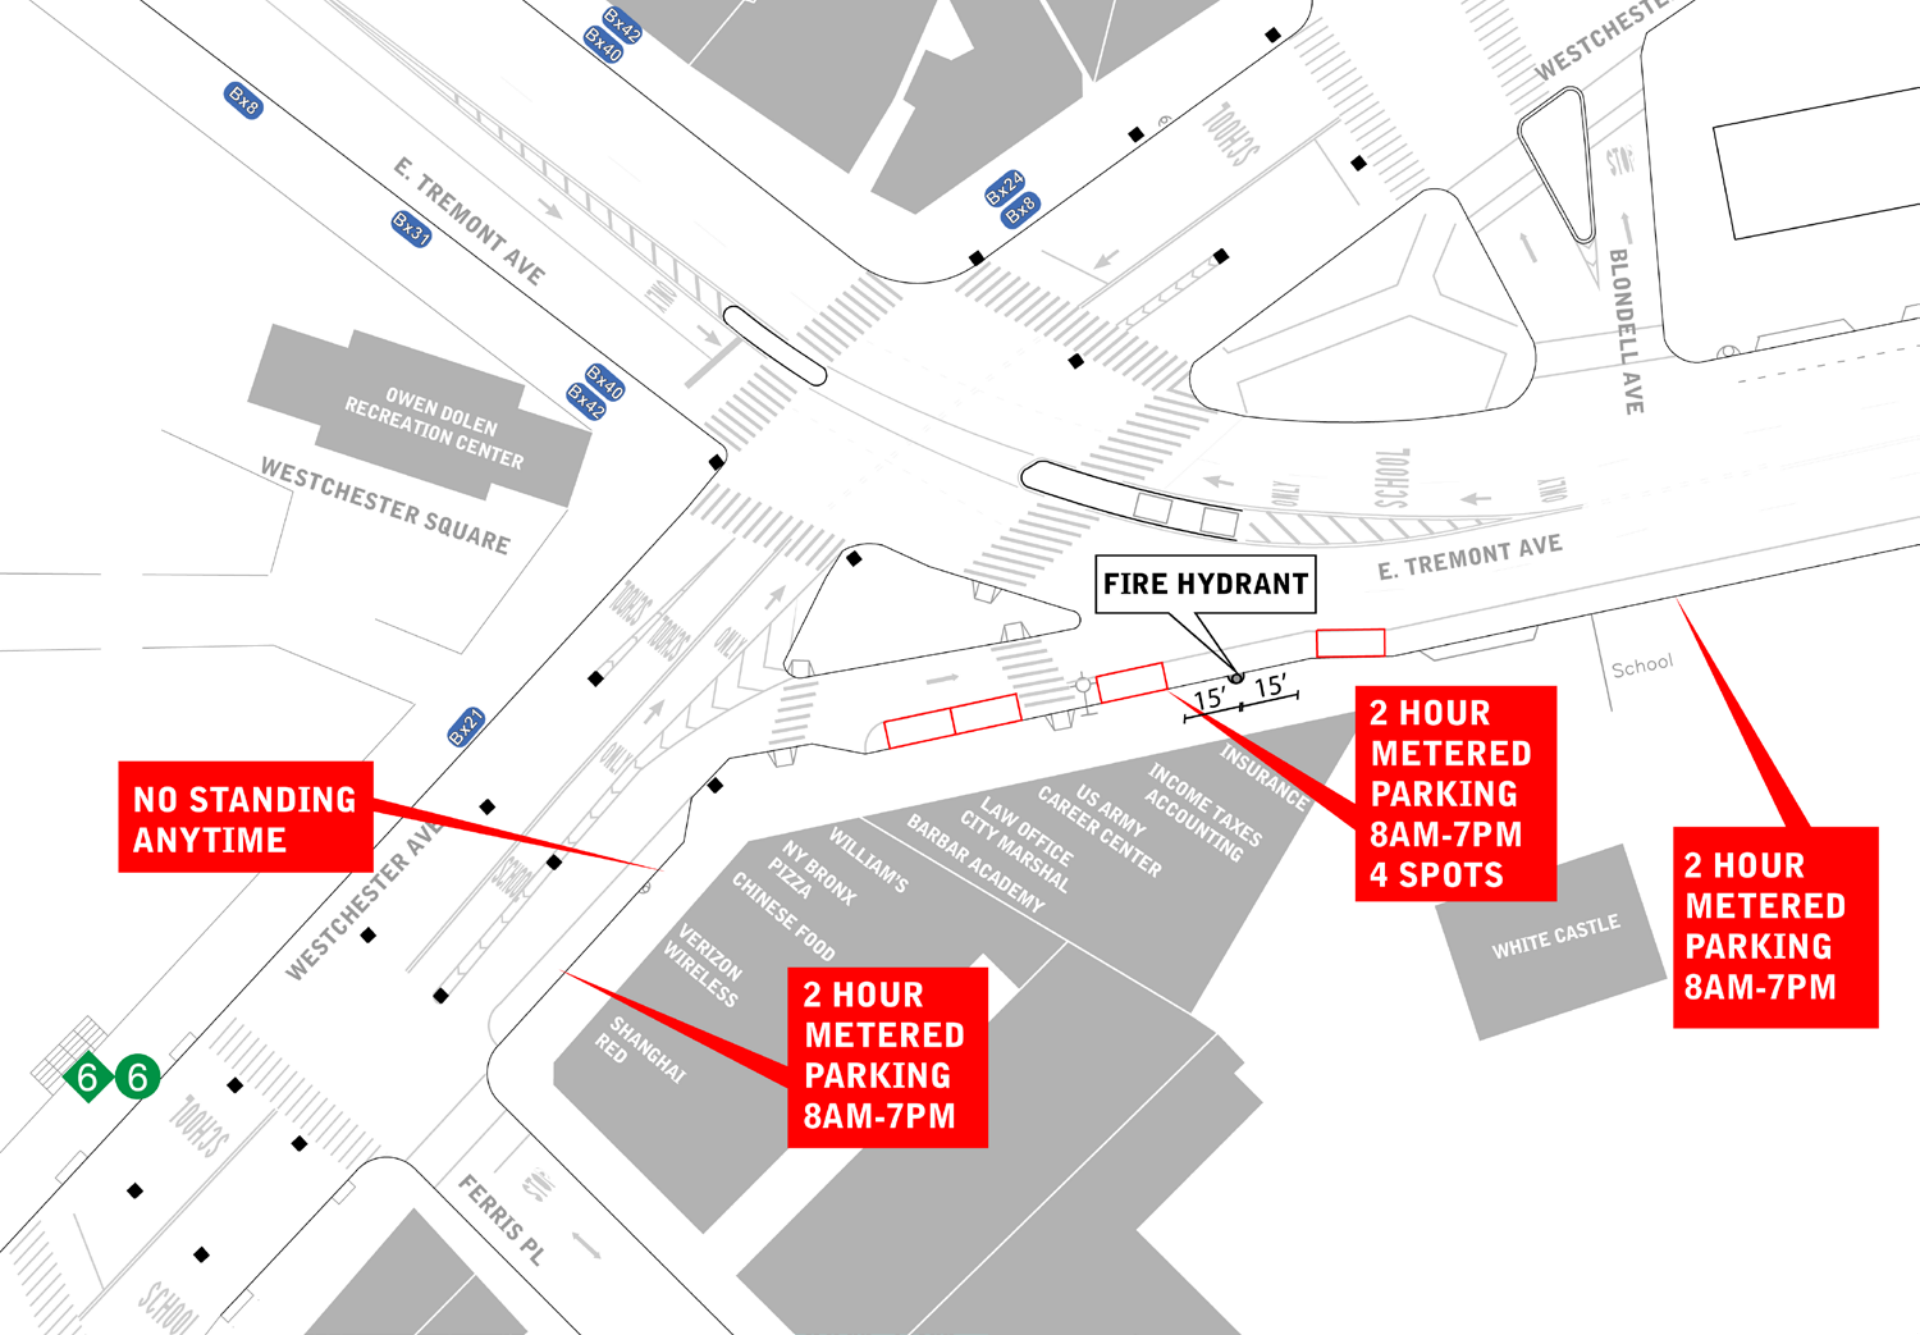 Bx42
Bx40
Bx8
WESTCHESTE
SCHOOL
E. TREMONT AVE
Bx31
Bx24
Bx8
STOP
BLONDELL AVE
ONLY
OWEN DOLEN
RECREATION CENTER
Bx40
Bx42
WESTCHESTER SQUARE
ONLY
SCHOOL
ONLY
E. TREMONT AVE
FIRE HYDRANT
SCHOOL
SCHOOL
ONLY
School
15'
15'
Bx21
2 HOUR
METERED
PARKING
8AM-7PM
4 SPOTS
NO STANDING
ANYTIME
ONLY
SCHOOL
WESTCHESTER AVE
INSURANCE
INCOME TAXES
ACCOUNTING
US ARMY
CAREER CENTER
LAW OFFICE
CITY MARSHAL
BARBAR ACADEMY
WILLIAM'S
NY BRONX
PIZZA
CHINESE FOOD
VERIZON
WIRELESS
SHANGHAI
RED
WHITE CASTLE
2 HOUR
METERED
PARKING
8AM-7PM
2 HOUR
METERED
PARKING
8AM-7PM
6
6
SCHOOL
STOP
FERRIS PL
SCHOOL